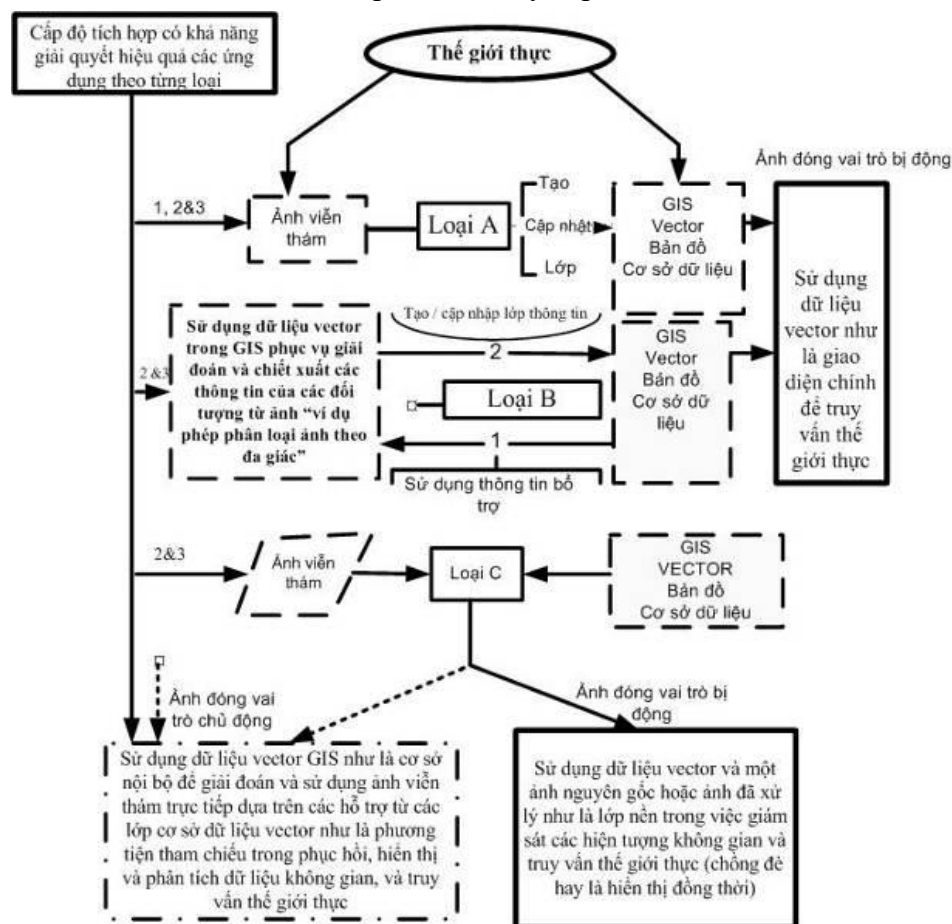 Cấp độ tích hợp có khả năng
giải quyết hiệu quả các ứng
dụng theo từng loại
Thế giới thực
Ảnh đóng vai trò bị động
1, 2&3
Ảnh viễn
thám
Loại A
Tạo
Cập nhật
Lớp
GIS
Vector
Bản đồ
Cơ sở dữ liệu
Sử dụng
dữ liệu
vector như
là giao
diện chính
để truy
vấn thế
giới thực
2 &3
Sử dụng dữ liệu vector
trong GIS phục vụ giải
đoán và chiết xuất các
thông tin của các đối
tượng từ ảnh “ví dụ
phép phân loại ảnh theo
đa giác”
Tạo / cập nhập lớp thông tin
2
Loại B
1
Sử dụng thông tin bổ
trợ
GIS
Vector
Bản đồ
Cơ sở dữ
liệu
2&3
Ảnh viễn
thám
Loại C
GIS
VECTOR
Bản đồ
Cơ sở dữ liệu
Ảnh đóng vai
trò chủ động
Ảnh đóng vai trò bị
động
Sử dụng dữ liệu vector GIS như là cơ sở
nội bộ để giải đoán và sử dụng ảnh viễn
thám trực tiếp dựa trên các hỗ trợ từ các
lớp cơ sở dữ liệu vector như là phương
tiện tham chiếu trong phục hồi, hiển thị
và phân tích dữ liệu không gian, và truy
vấn thế giới thực
Sử dụng dữ liệu vector và một
ảnh nguyên gốc hoặc ảnh đã xử
lý như là lớp nền trong việc giám
sát các hiện tượng không gian và
truy vấn thế giới thực (chồng đè
hay là hiển thị đồng thời)